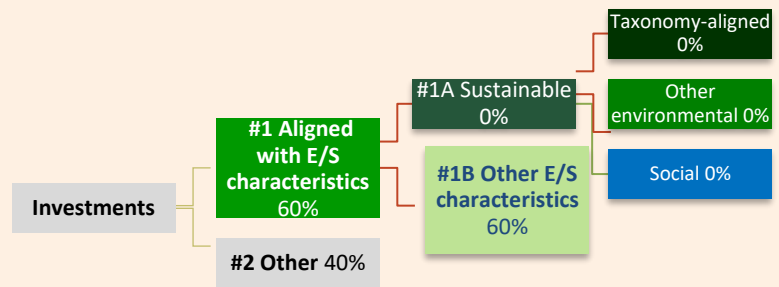 Investments
#1 Aligned
with E/S
characteristics
60%
#2 Other 40%
#1A Sustainable
0%
#1B Other E/S
characteristics
60%
Taxonomy-aligned
0%
Other
environmental 0%
Social 0%